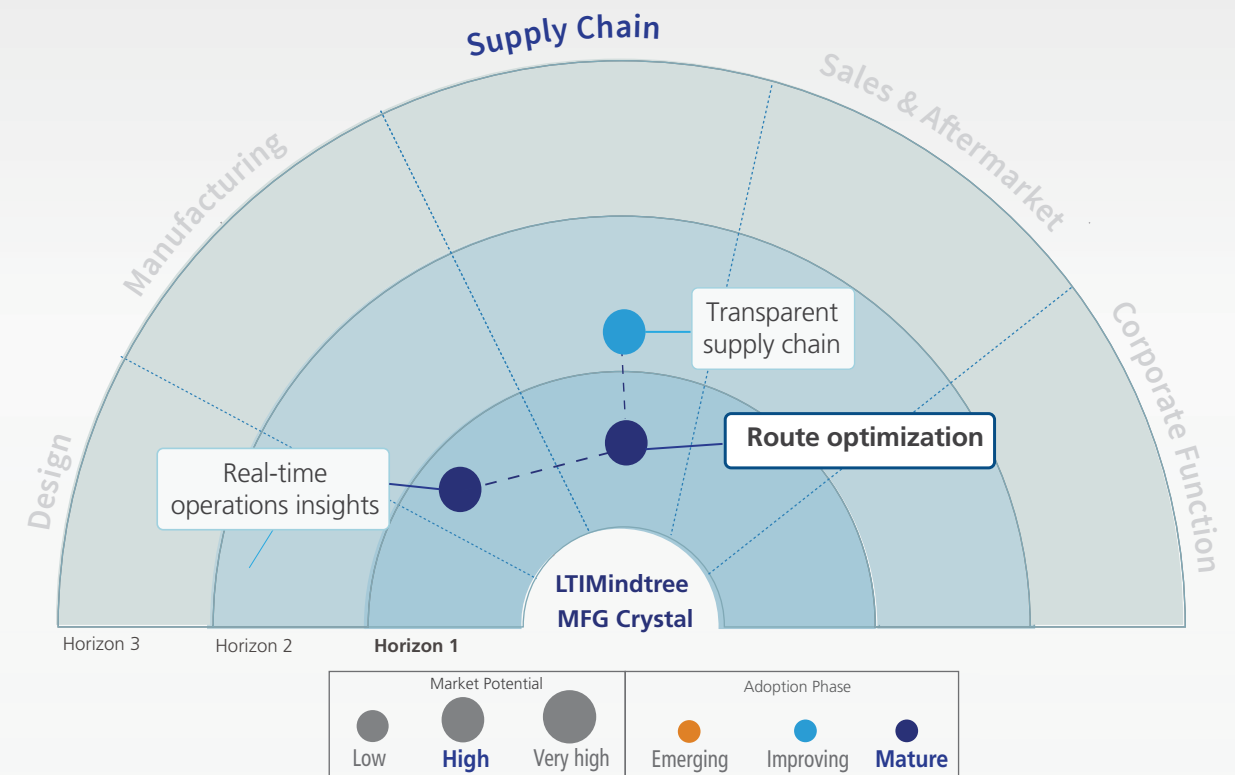 Supply Chain
Sales & Aftermarket
Manufacturing
Corporate Function
Design
Transparent
supply chain
Route optimization
Real-time
operations insights
LTIMindtree
MFG Crystal
Horizon 3
Horizon 2
Horizon 1
Market Potential
Low
High
Very high
Adoption Phase
Emerging
Improving
Mature